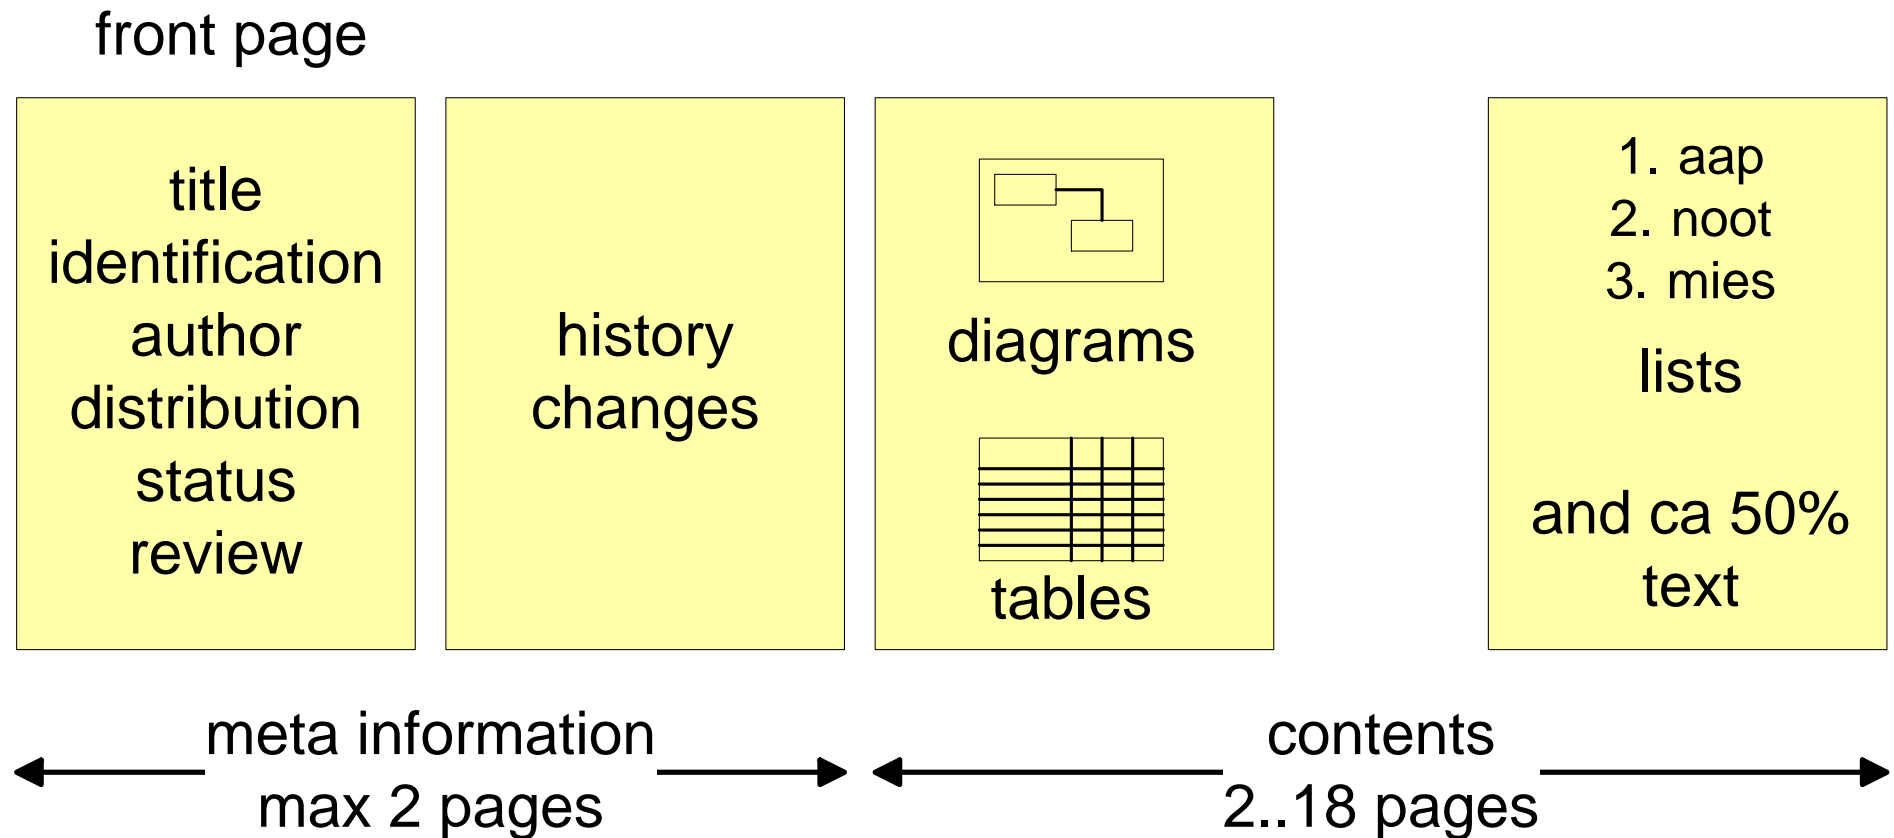 front page
title
identification
author
distribution
status
review
history
changes
diagrams
tables
1. aap
2. noot
3. mies
lists
and ca 50%
text
meta information
max 2 pages
contents
2..18 pages